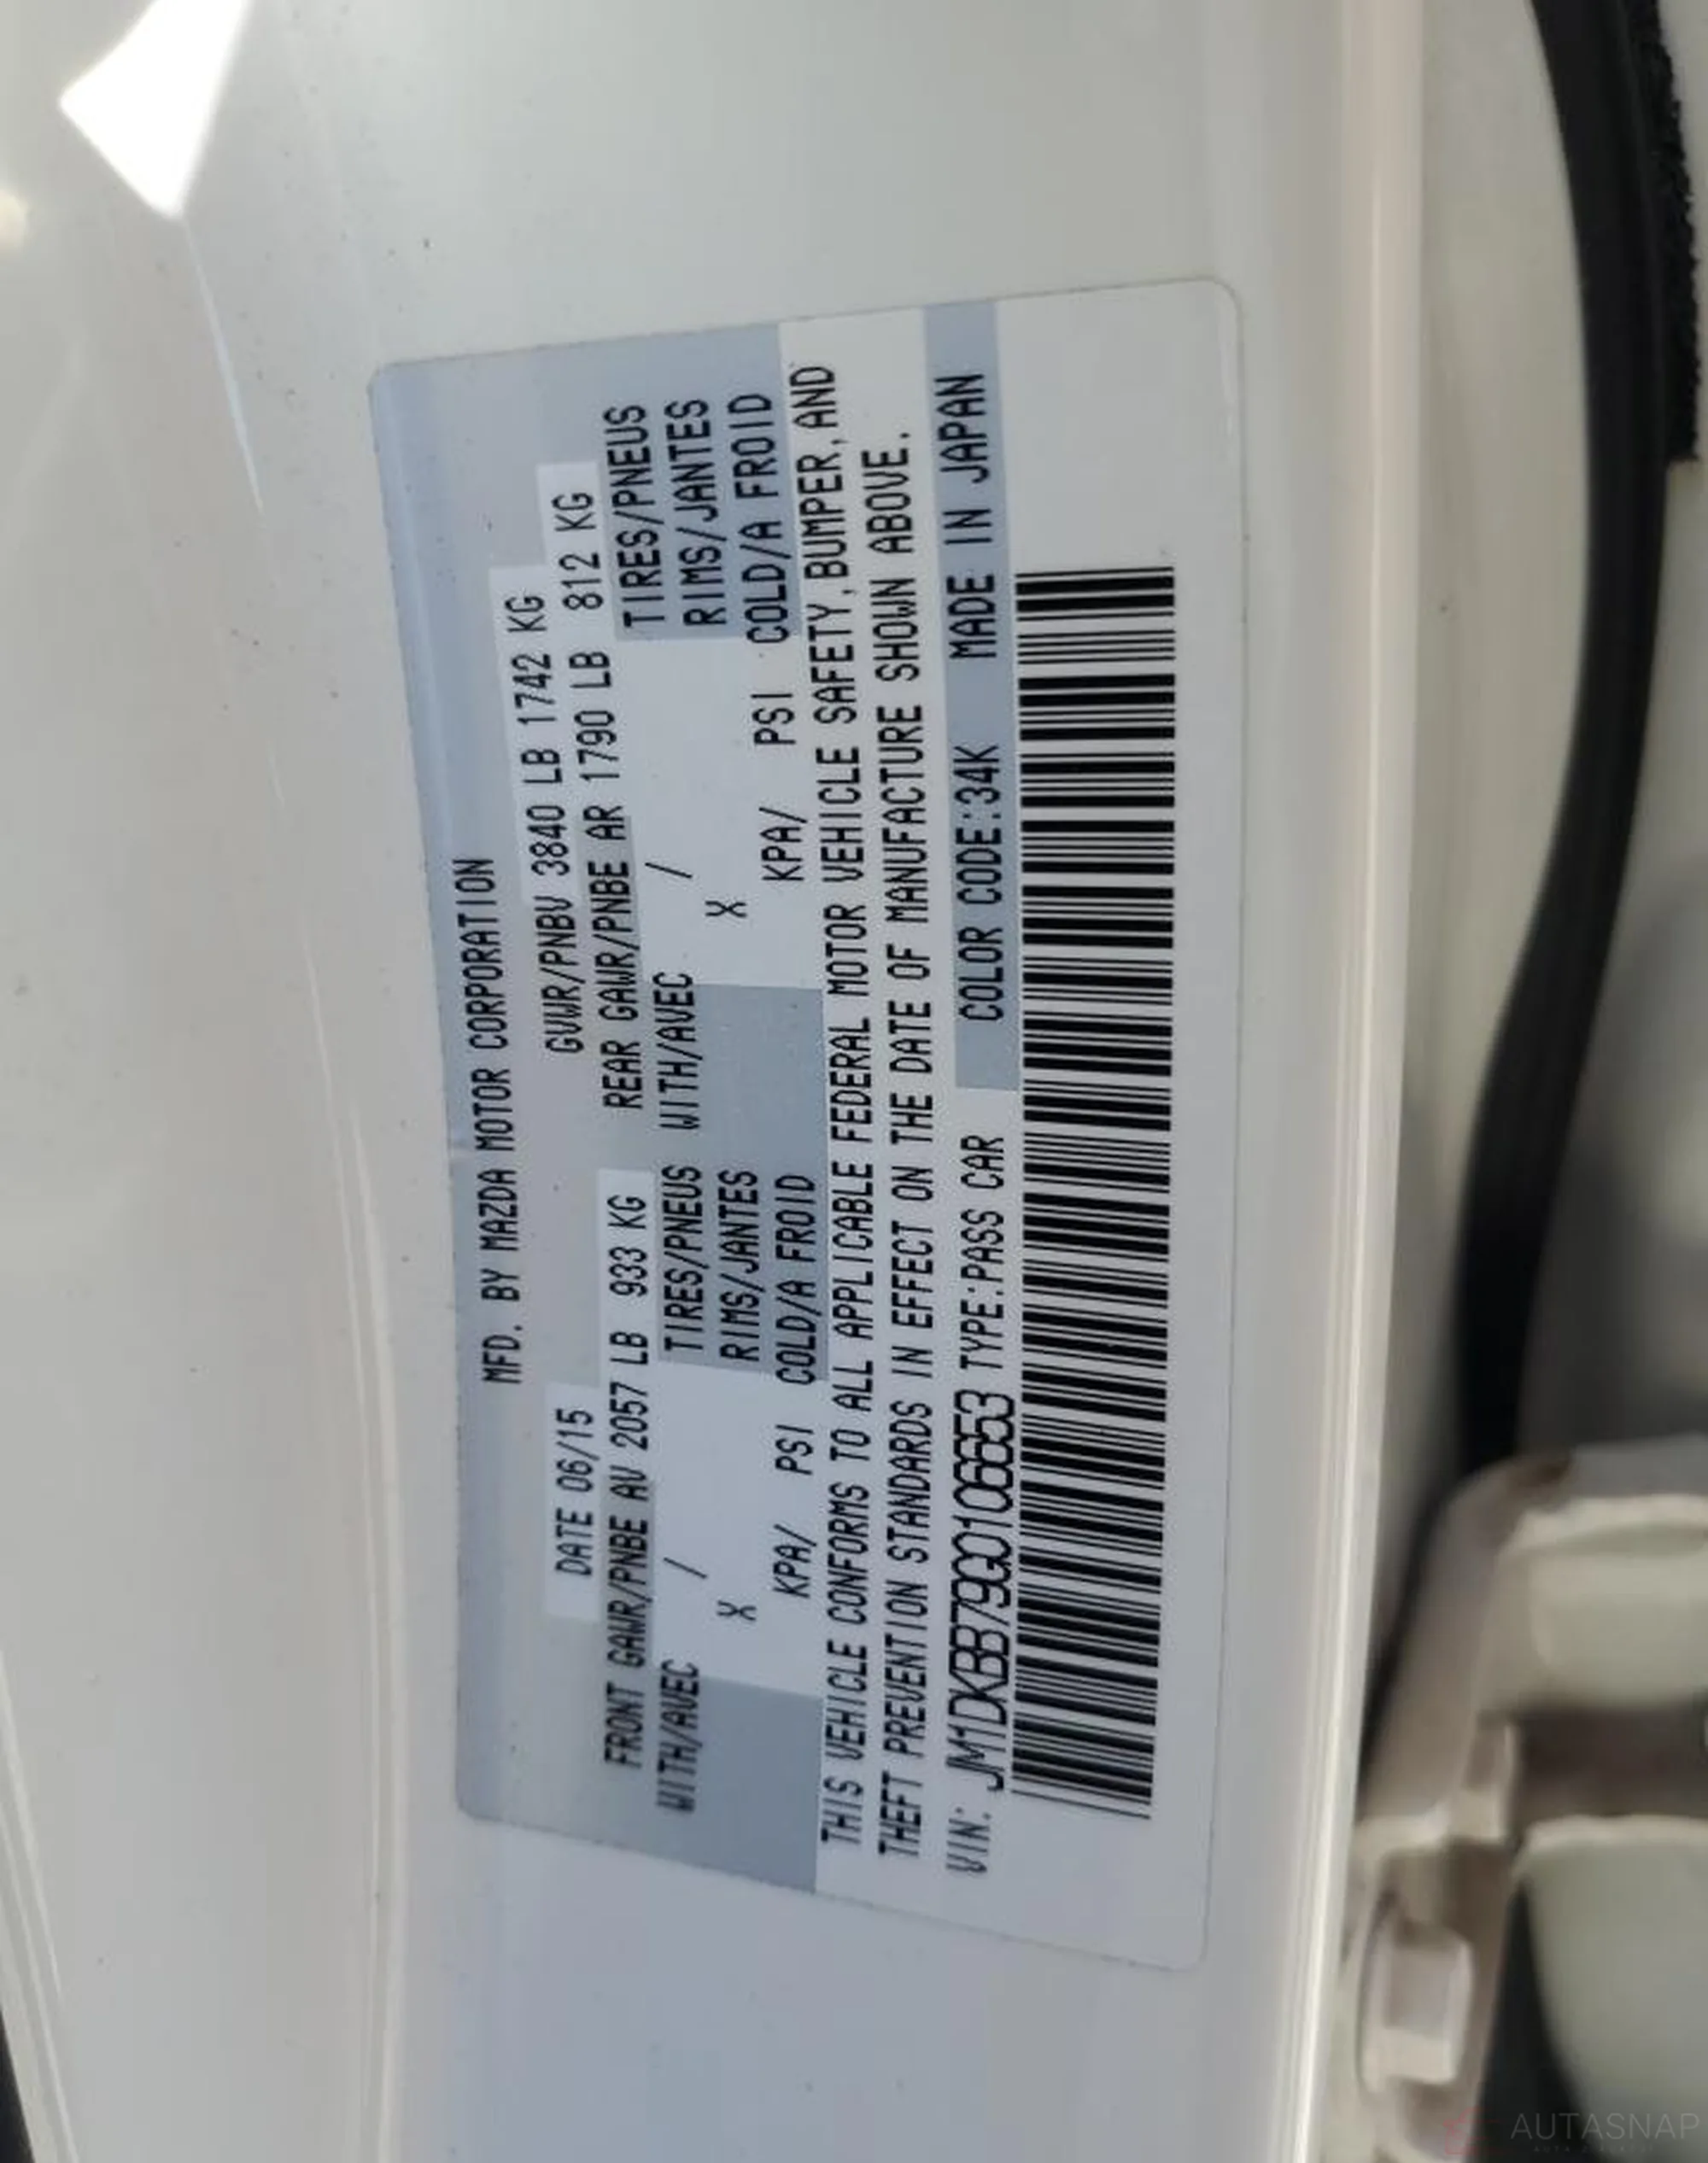 MFD. BY MAZDA MOTOR CORPORATION
DATE 06/15 GVWR/PNBV 3840 LB 1742 KG
FRONT GAWR/PNBE AV 2057 LB 933 KG REAR GAWR/PNBE AR 1790 LB 812 KG
WITH/AVEC / TIRES/PNEUS WITH/AVEC / TIRES/PNEUS
X RIMS/JANTES X RIMS/JANTES
KPA/ PSI COLD/A FROID KPA/ PSI COLD/A FROID
THIS VEHICLE CONFORMS TO ALL APPLICABLE FEDERAL MOTOR VEHICLE SAFETY, BUMPER, AND
THEFT PREVENTION STANDARDS IN EFFECT ON THE DATE OF MANUFACTURE SHOWN ABOVE.
VIN: JM1DKBB79G0106653 TYPE:PASS CAR COLOR CODE:34K MADE IN JAPAN
AUTASNAP